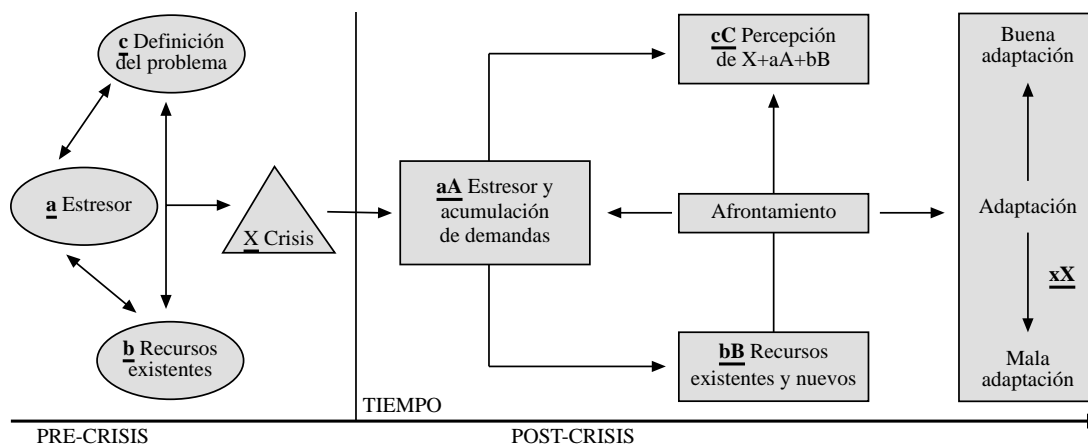 c Definición
del problema
a Estresor
b Recursos
existentes
X Crisis
aA Estresor y
acumulación
de demandas
cC Percepción
de X+aA+bB
Afrontamiento
bB Recursos
existentes y nuevos
Buena
adaptación
Adaptación
xX
Mala
adaptación
TIEMPO
PRE-CRISIS
POST-CRISIS